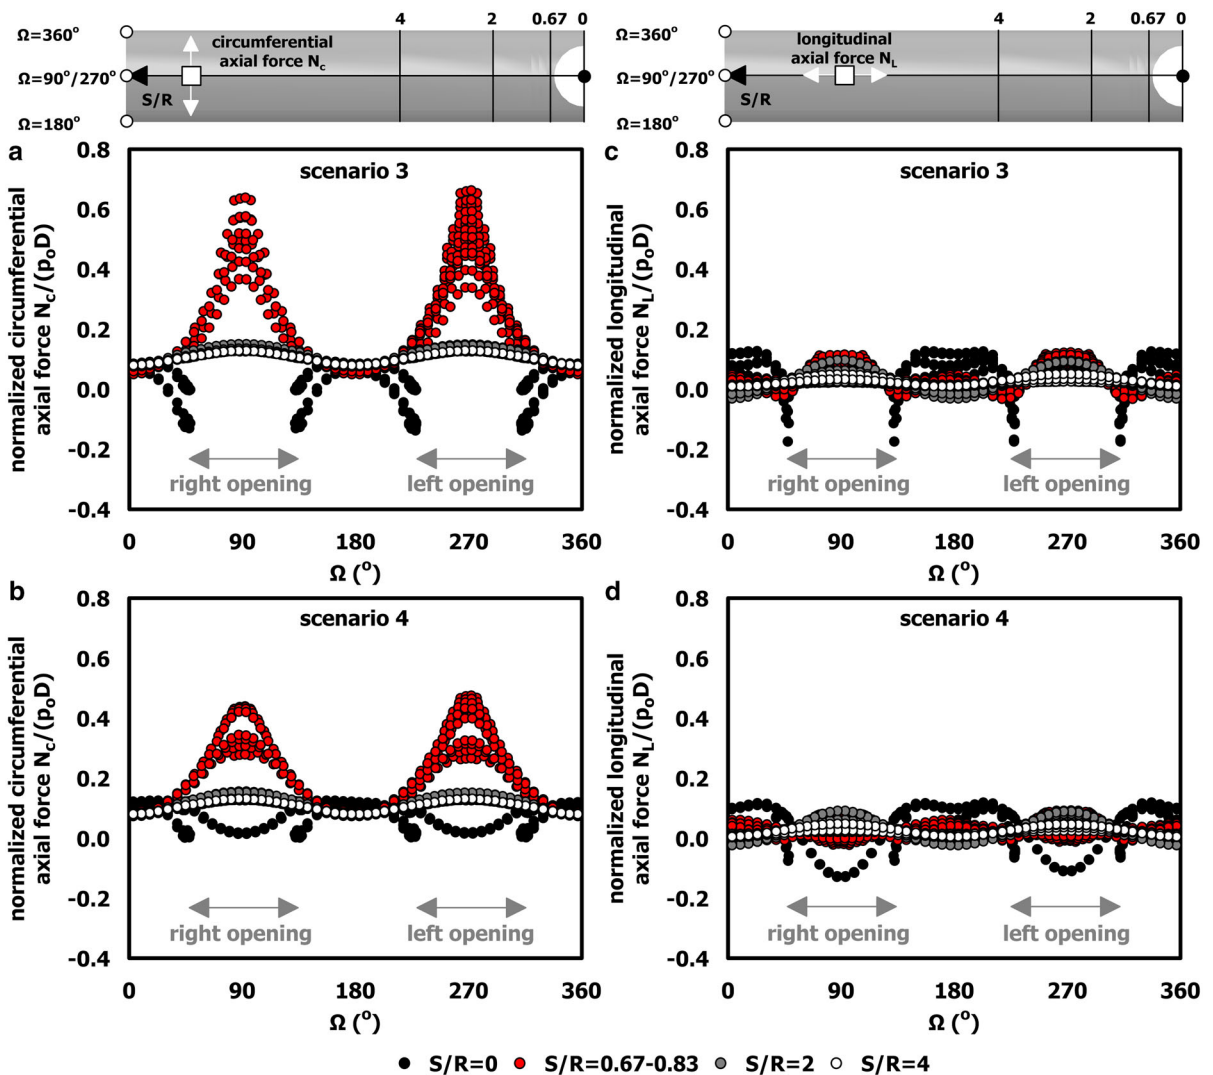 4 2 0.67 0
Ω=360°
circumferential
axial force Nc
Ω=90°/270°
S/R
Ω=180°
4 2 0.67 0
Ω=360°
longitudinal
axial force NL
Ω=90°/270°
S/R
Ω=180°
a
scenario 3
normalized circumferential
axial force Nc/(poD)
0.8
0.6
0.4
0.2
0.0
-0.2
-0.4
right opening left opening
0 90 180 270 360
Ω (°)
c
scenario 3
normalized longitudinal
axial force NL/(poD)
0.8
0.6
0.4
0.2
0.0
-0.2
-0.4
right opening left opening
0 90 180 270 360
Ω (°)
b
scenario 4
normalized circumferential
axial force Nc/(poD)
0.8
0.6
0.4
0.2
0.0
-0.2
-0.4
right opening left opening
0 90 180 270 360
Ω (°)
d
scenario 4
normalized longitudinal
axial force NL/(poD)
0.8
0.6
0.4
0.2
0.0
-0.2
-0.4
right opening left opening
0 90 180 270 360
Ω (°)
S/R=0 S/R=0.67-0.83 S/R=2 S/R=4